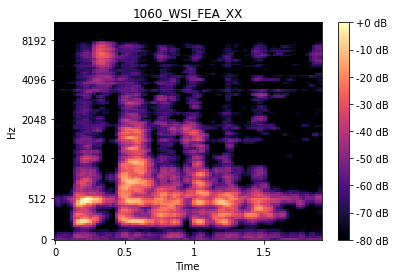 1060_WSI_FEA_XX
8192
4096
2048
1024
512
0
Hz
0
0.5
1
1.5
Time
+0 dB
-10 dB
-20 dB
-30 dB
-40 dB
-50 dB
-60 dB
-70 dB
-80 dB